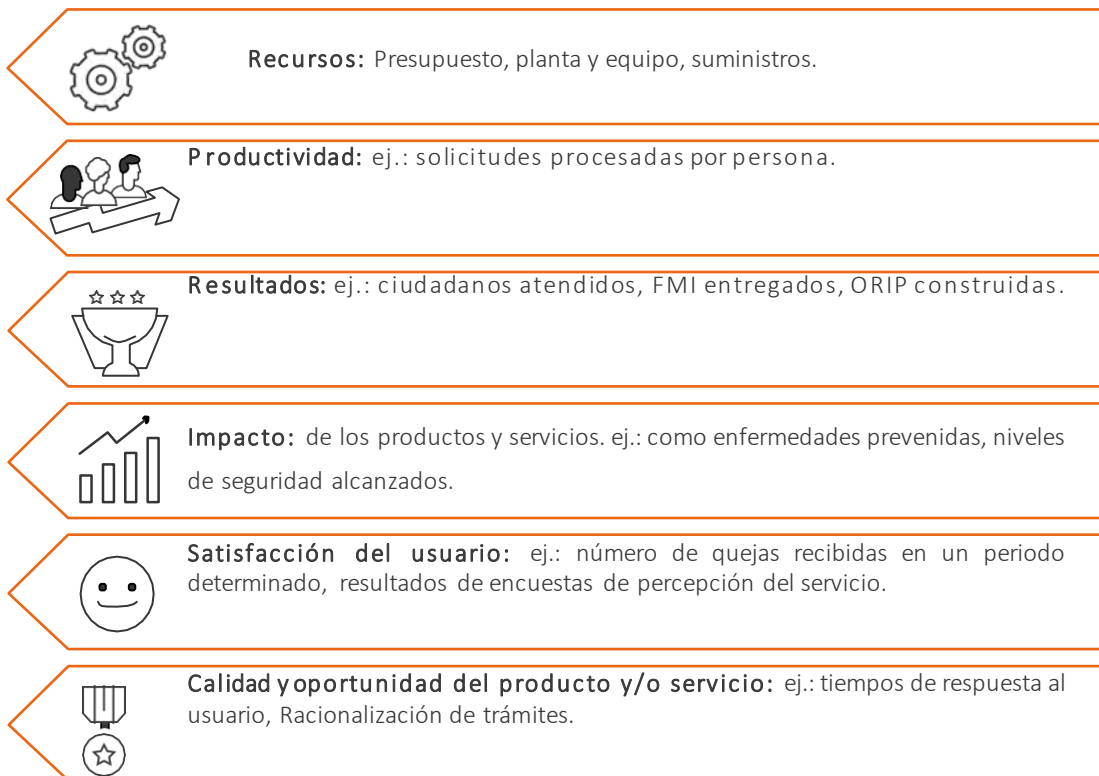 Recursos: Presupuesto, planta y equipo, suministros.
Productividad: ej.: solicitudes procesadas por persona.
Resultados: ej.: ciudadanos atendidos, FMI entregados, ORIP construidas.
Impacto: de los productos y servicios. ej.: como enfermedades prevenidas, niveles
de seguridad alcanzados.
Satisfacción del usuario: ej.: número de quejas recibidas en un periodo
determinado, resultados de encuestas de percepción del servicio.
Calidad y oportunidad del producto y/o servicio: ej.: tiempos de respuesta al
usuario, Racionalización de trámites.